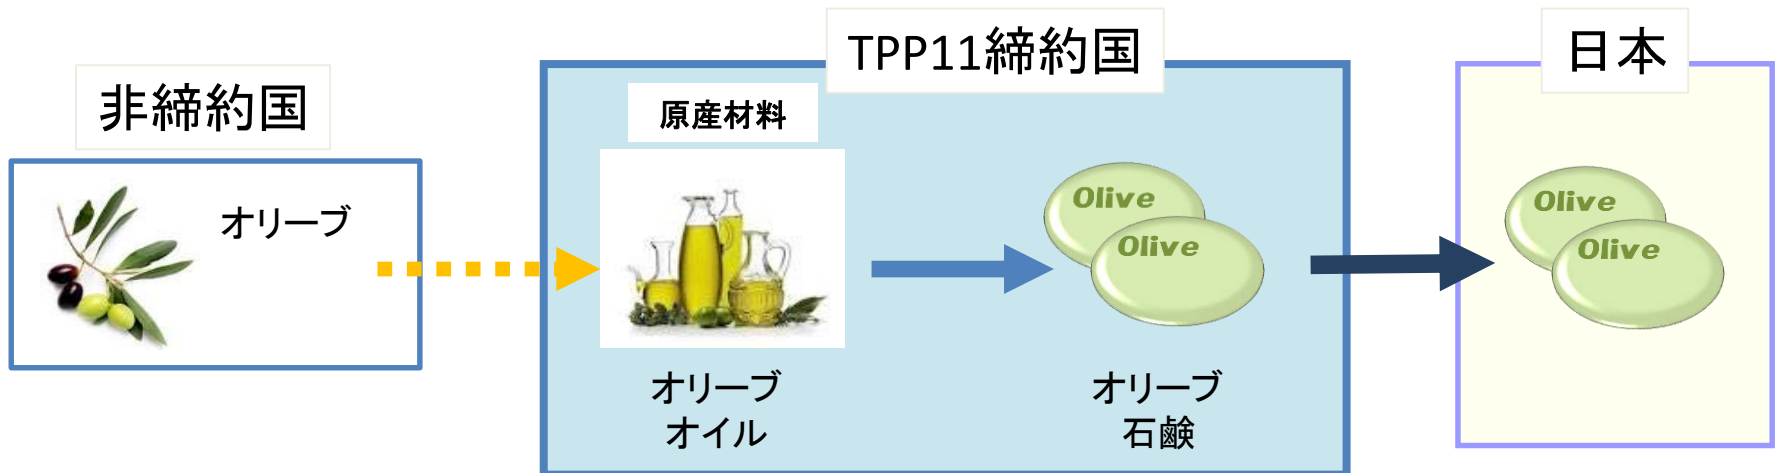 非締約国
オリーブ
TPP11締約国
原産材料
オリーブ
オイル
Olive
Olive
オリーブ
石鹸
日本
Olive
Olive